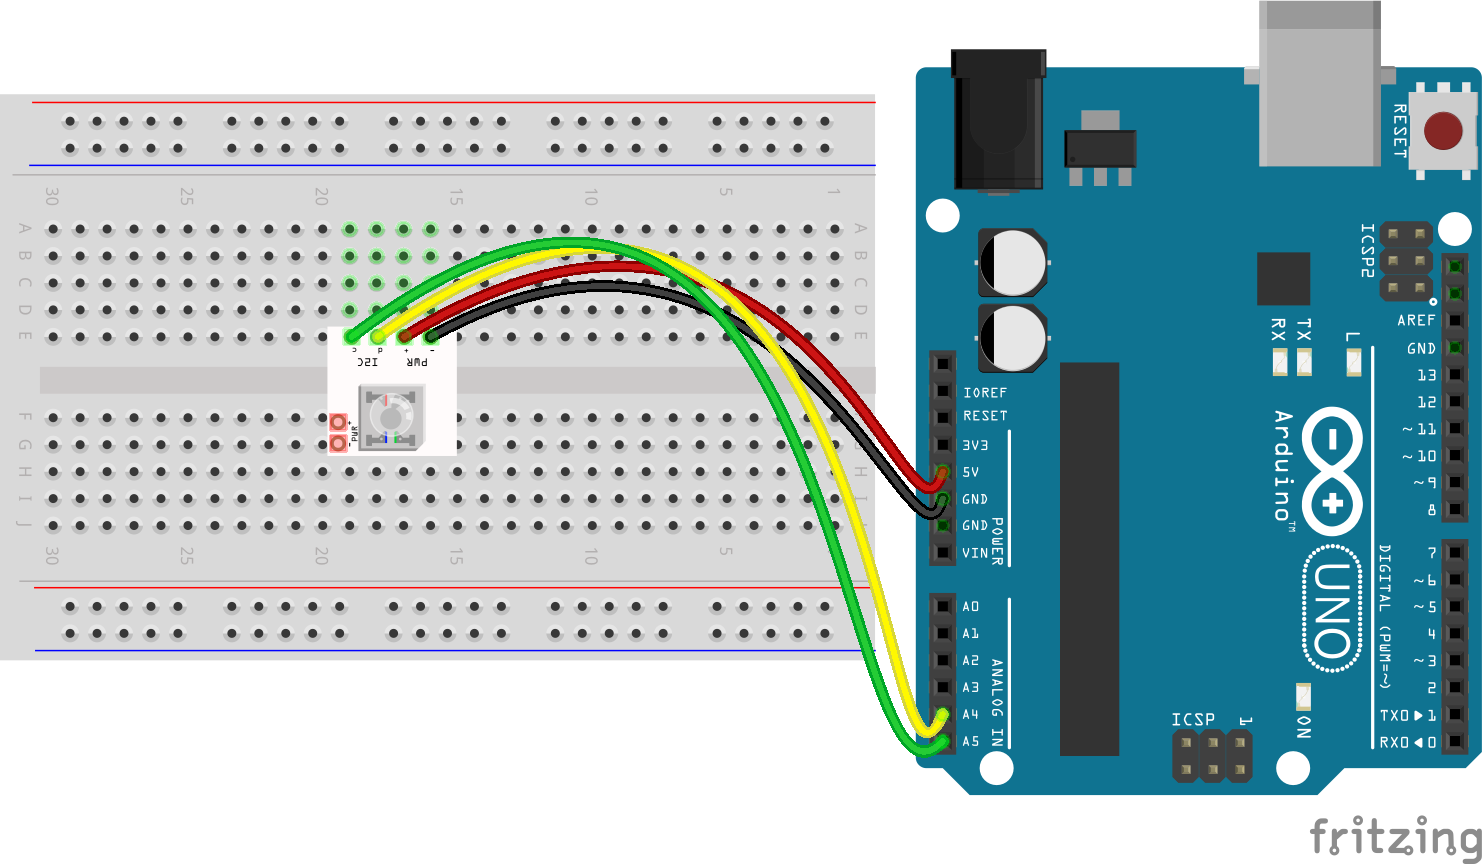 30 25 20 15 10 5 1
A A
B B
C C
D D
E E
c d + -
I2C PWR
+
PWR
-
F
G
H H
I I
J
30 25 20 15 10 5
RESET
ICSP2
AREF
GND
13
12
~11
~10
~9
8
RX TX L
IOREF
RESET
3V3
5V
GND
GND
VIN
POWER
Arduino™
UNO
DIGITAL (PWM=~)
7
~6
~5
4
~3
2
TX0▶1
RX0◀0
A0
A1
A2
A3
A4
A5
ANALOG IN
ICSP 1
ON
fritzing